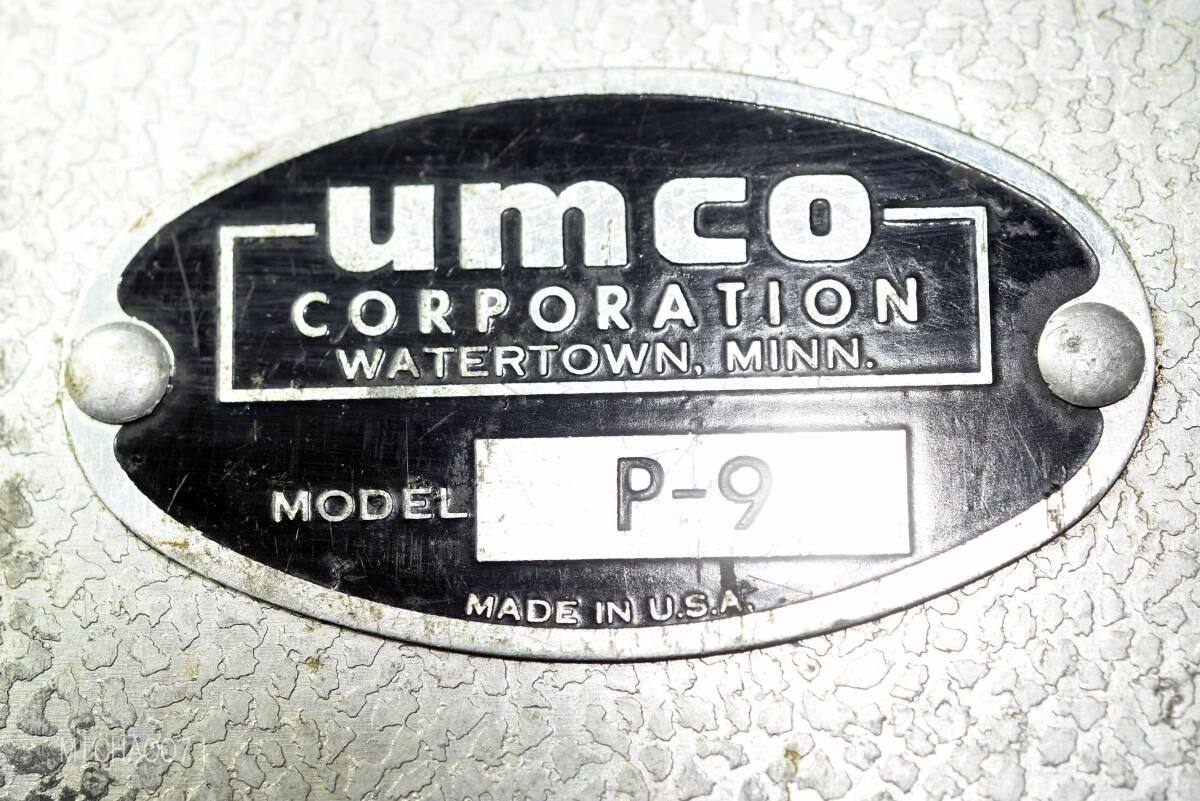 umco
CORPORATION
WATERTOWN, MINN.
MODEL P-9
MADE IN U.S.A.